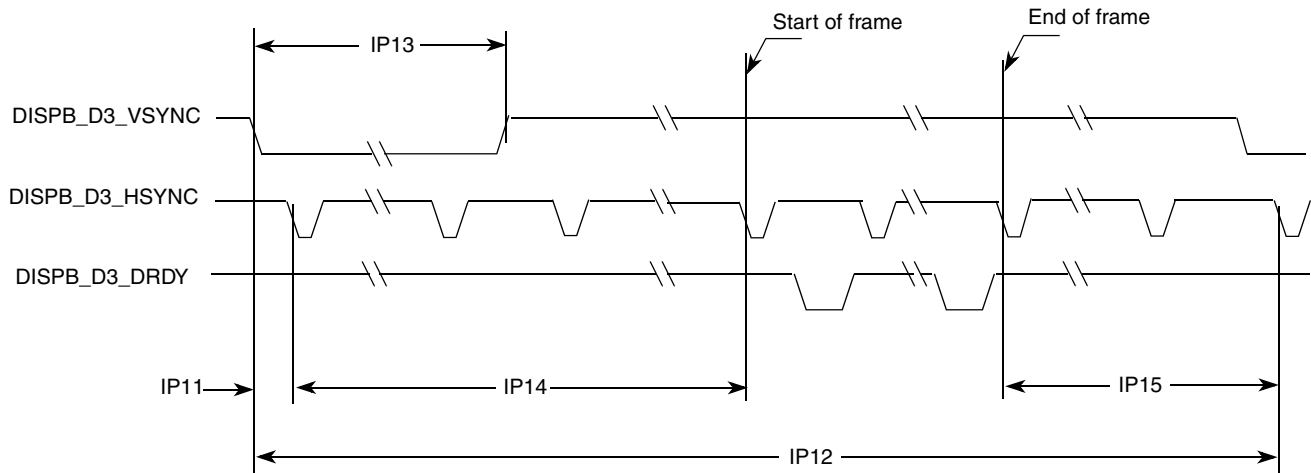 Start of frame
End of frame
IP13
DISPB_D3_VSYNC
DISPB_D3_HSYNC
DISPB_D3_DRDY
IP11
IP14
IP15
IP12